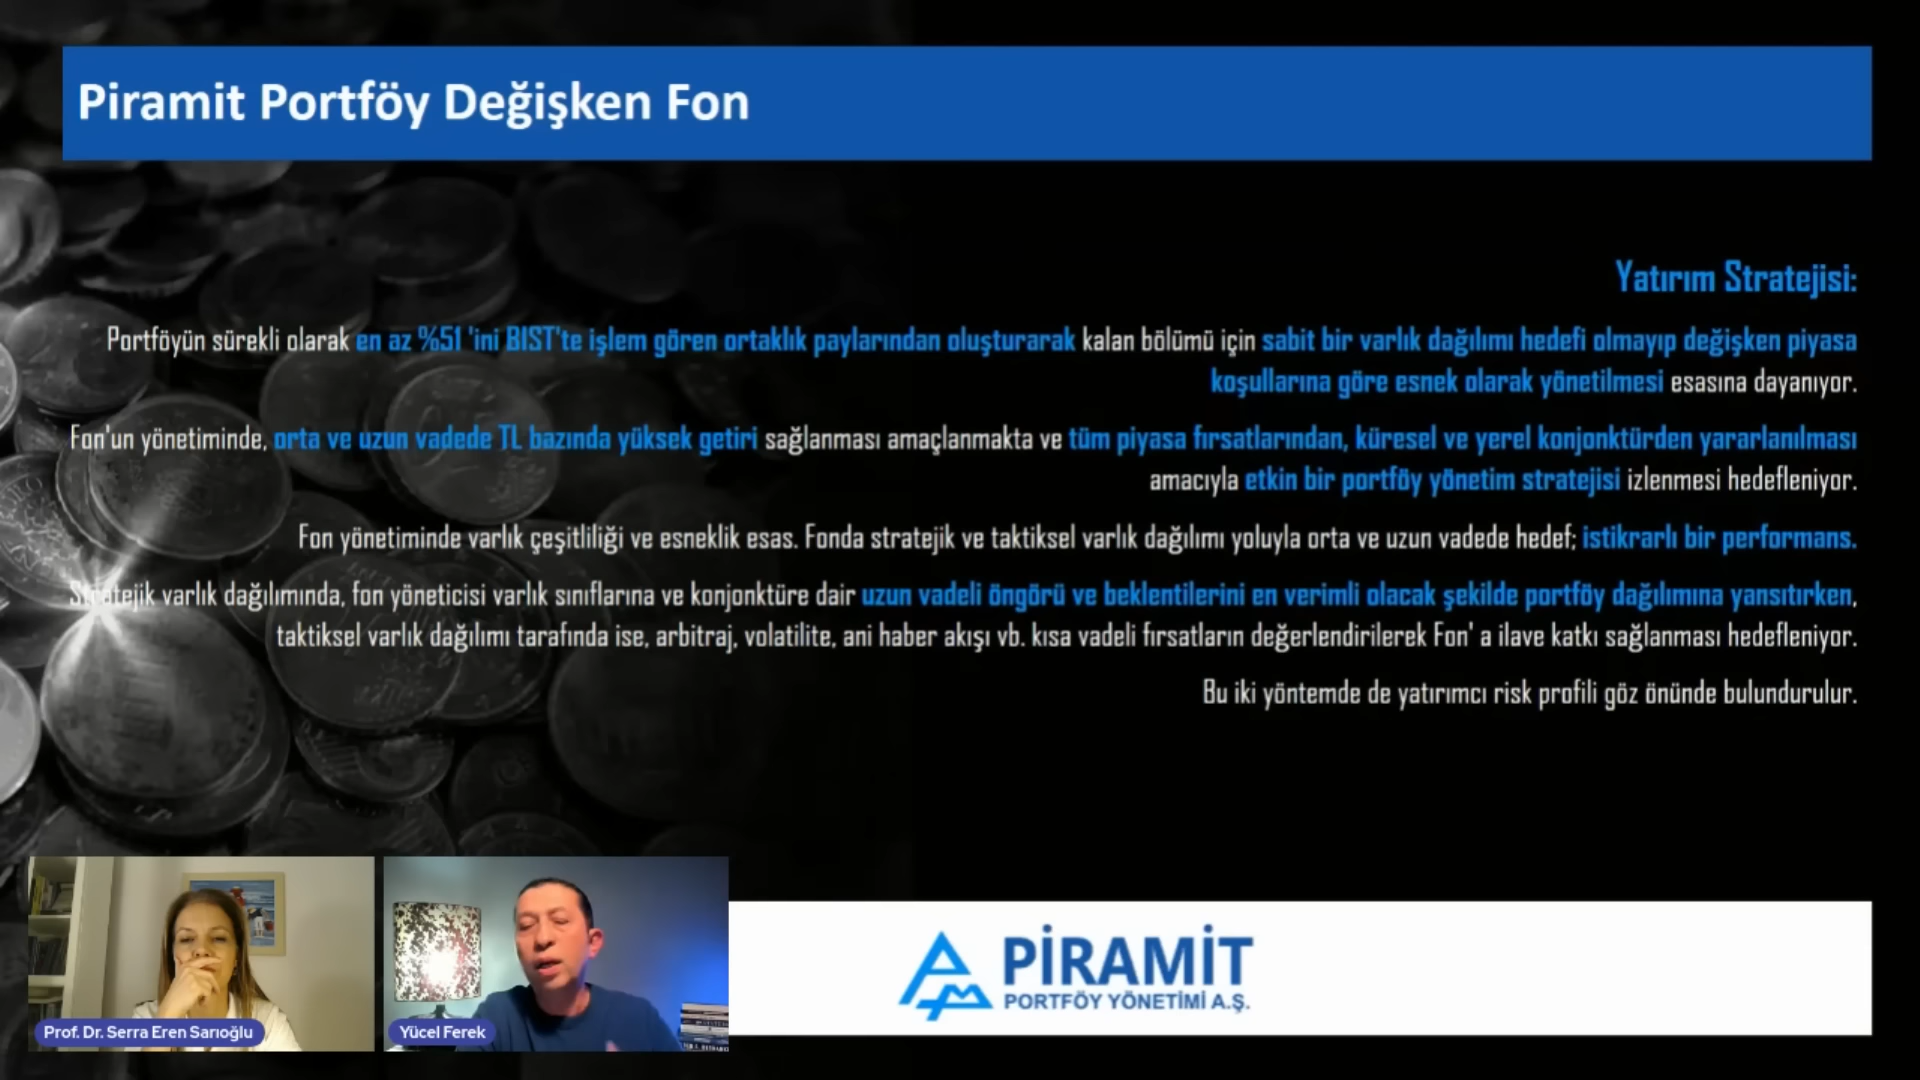 Piramit Portföy Değişken Fon
Yatırım Stratejisi:
Portföyün sürekli olarak en az %51 'ini BIST'te işlem gören ortaklık paylarından oluşturarak kalan bölümü için sabit bir varlık dağılımı hedefi olmayıp değişken piyasa
koşullarına göre esnek olarak yönetilmesi esasına dayanıyor.
Fon'un yönetiminde, orta ve uzun vadede TL bazında yüksek getiri sağlanması amaçlanmakta ve tüm piyasa fırsatlarından, küresel ve yerel konjonktürden yararlanılması
amacıyla etkin bir portföy yönetim stratejisi izlenmesi hedefleniyor.
Fon yönetiminde varlık çeşitliliği ve esneklik esas. Fonda stratejik ve taktiksel varlık dağılımı yoluyla orta ve uzun vadede hedef; istikrarlı bir performans.
Stratejik varlık dağılımında, fon yöneticisi varlık sınıflarına ve konjonktüre dair uzun vadeli öngörü ve beklentilerini en verimli olacak şekilde portföy dağılımına yansıtırken,
taktiksel varlık dağılımı tarafında ise, arbitraj, volatilite, ani haber akışı vb. kısa vadeli fırsatların değerlendirilerek Fon' a ilave katkı sağlanması hedefleniyor.
Bu iki yöntemde de yatırımcı risk profili göz önünde bulundurulur.
Prof. Dr. Serra Eren Sarıoğlu
Yücel Ferek
PİRAMİT
PORTFÖY YÖNETİMİ A.Ş.